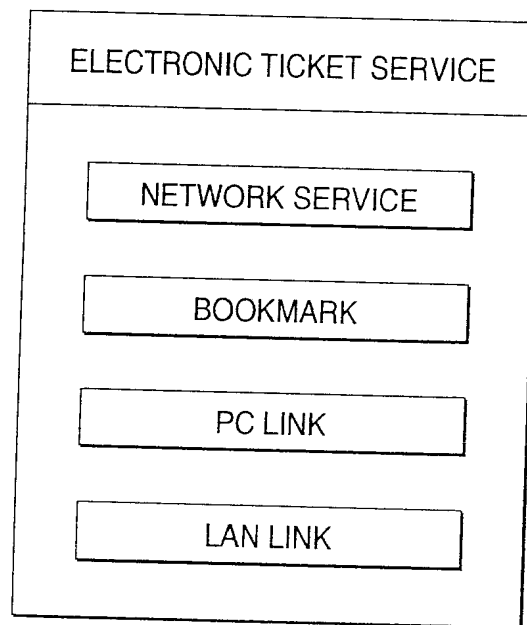 ELECTRONIC TICKET SERVICE
NETWORK SERVICE
BOOKMARK
PC LINK
LAN LINK